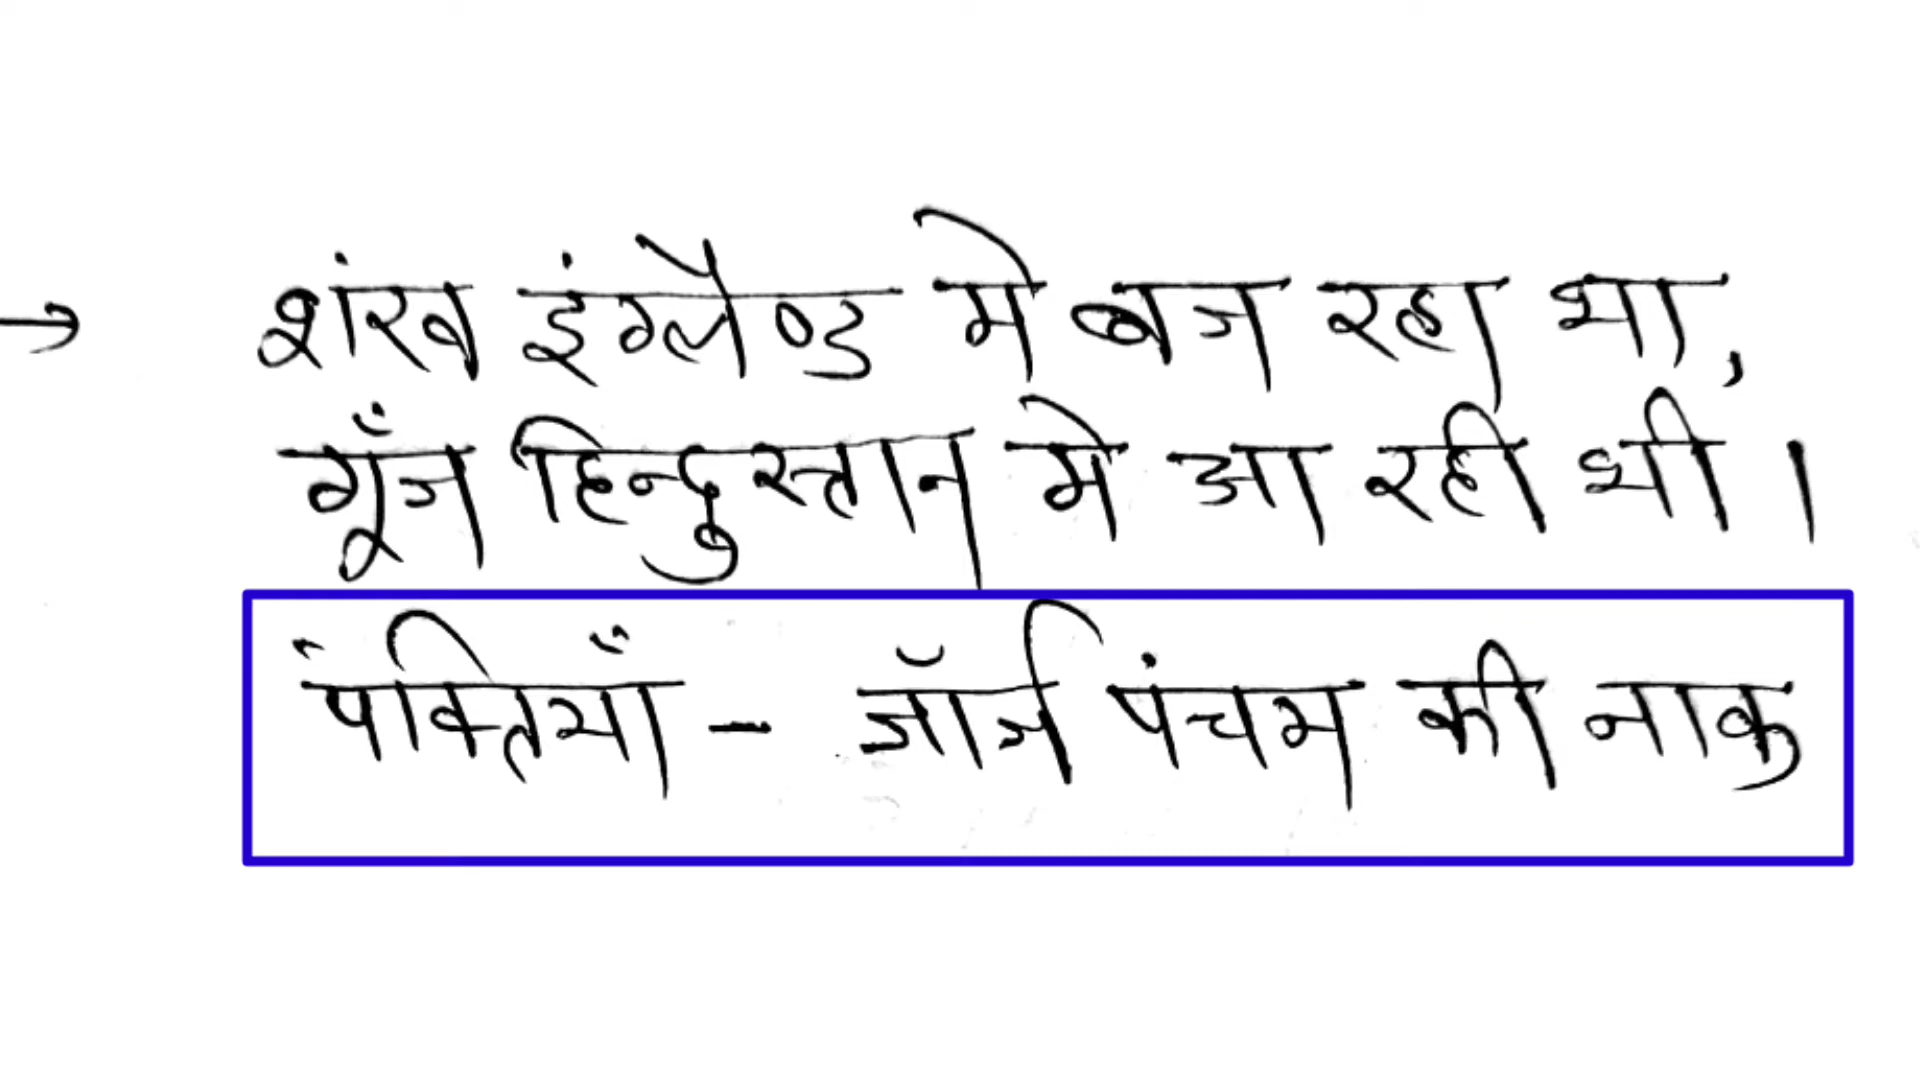 → शंख इंग्लैण्ड मे बज रहा था,
गूँज हिन्दुस्तान मे आ रही थी ।
पंक्तियाँ - जॉर्ज पंचम की नाक